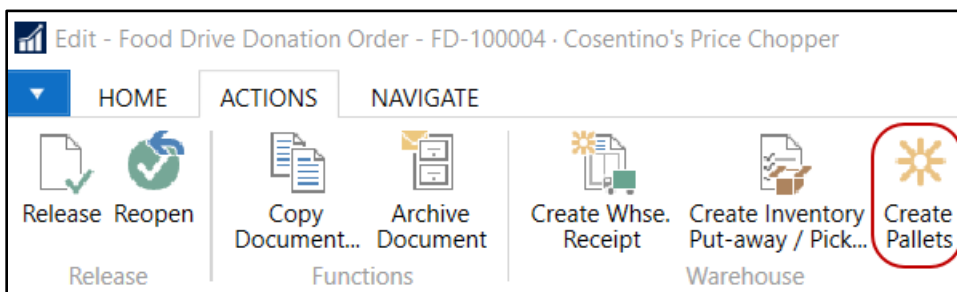 Edit - Food Drive Donation Order - FD-100004 · Cosentino's Price Chopper
HOME ACTIONS NAVIGATE
Release Reopen Copy Document... Archive Document Create Whse. Receipt Create Inventory Put-away / Pick... Create Pallets
Release Functions Warehouse